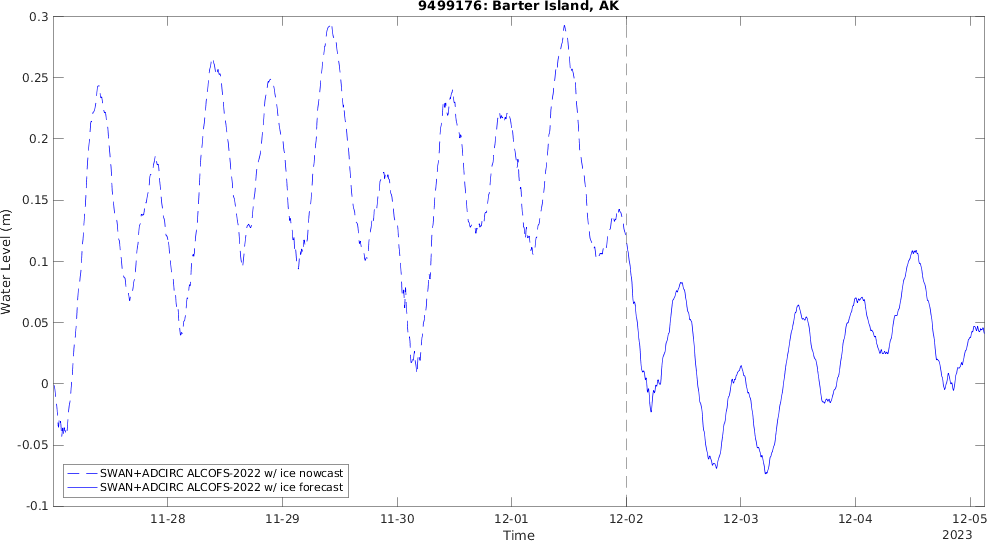 9499176: Barter Island, AK
0.3
0.25
0.2
0.15
0.1
0.05
0
-0.05
-0.1
Water Level (m)
SWAN+ADCIRC ALCOFS-2022 w/ ice nowcast
SWAN+ADCIRC ALCOFS-2022 w/ ice forecast
11-28 11-29 11-30 12-01 12-02 12-03 12-04 12-05
Time
2023